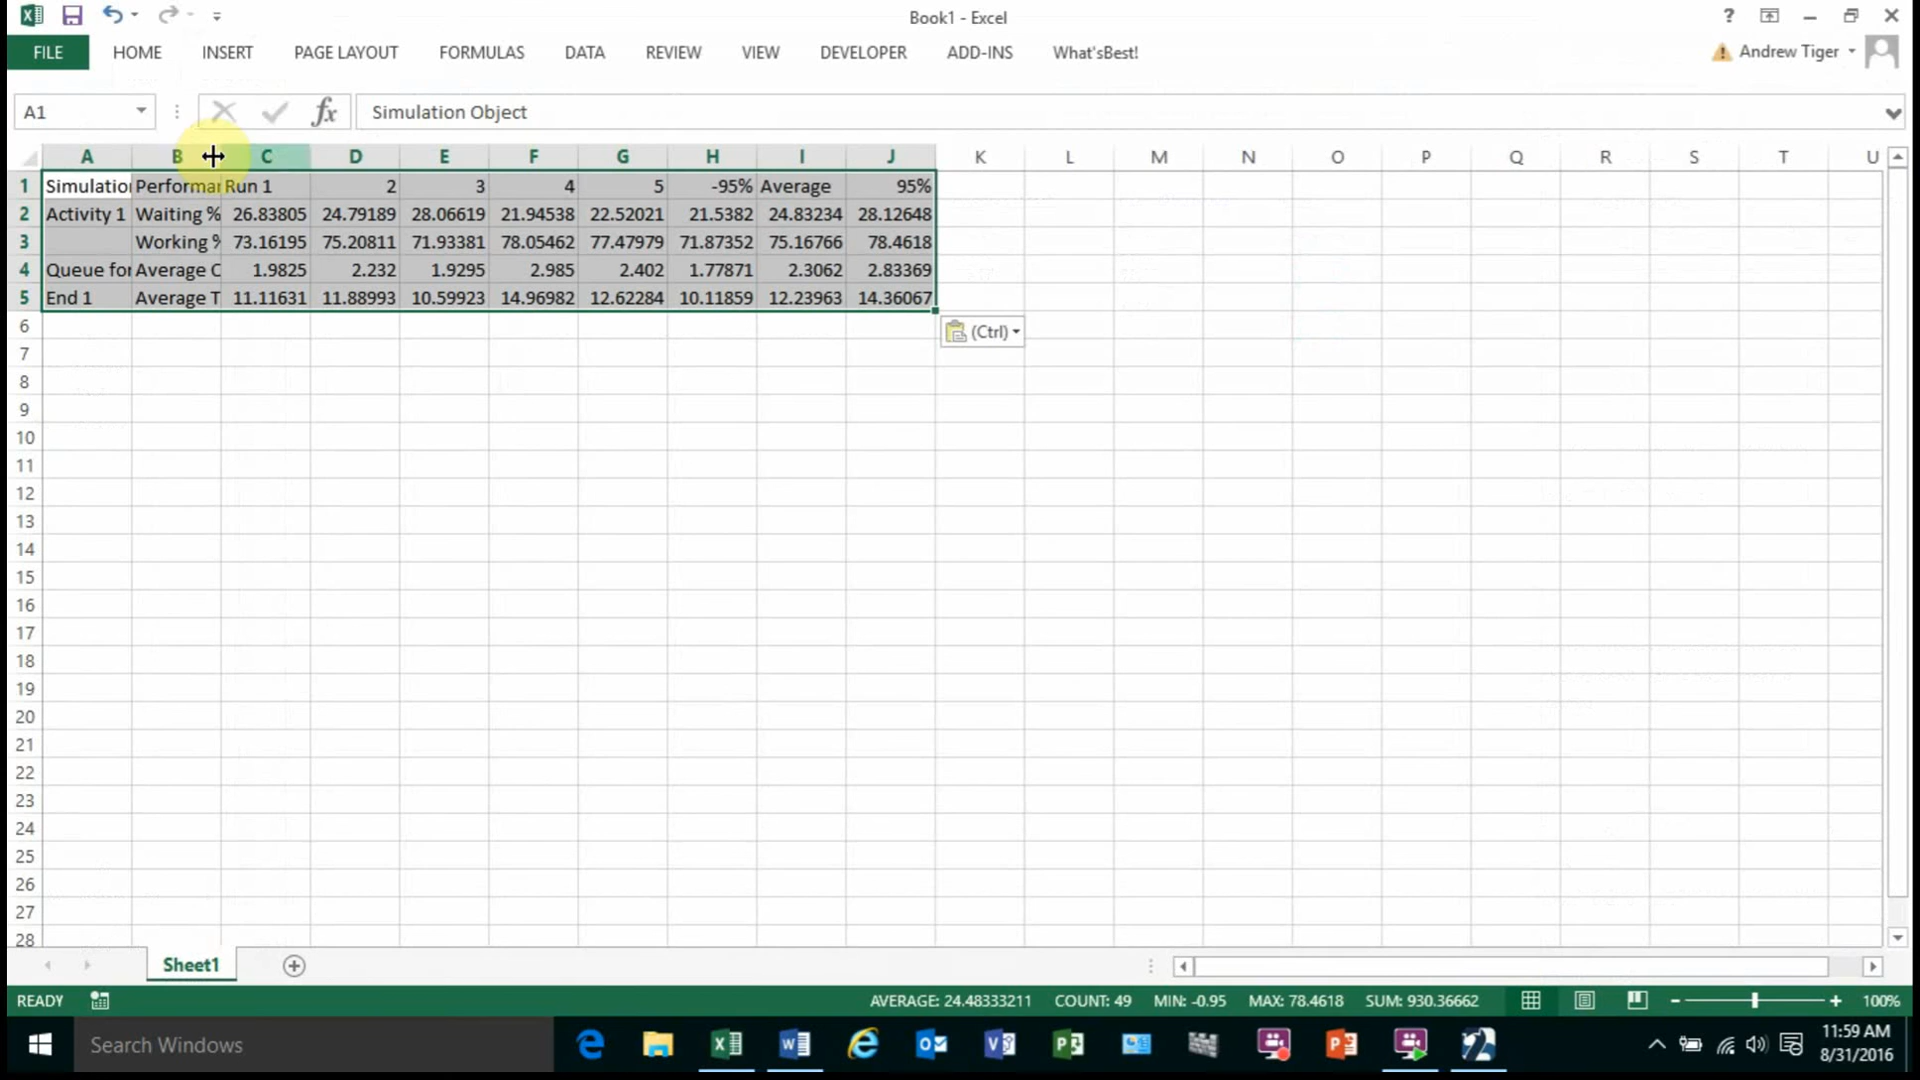 Book1 - Excel
?
FILE HOME INSERT PAGE LAYOUT FORMULAS DATA REVIEW VIEW DEVELOPER ADD-INS What'sBest! Andrew Tiger
A1 fx Simulation Object
A B C D E F G H I J K L M N O P Q R S T U
1 Simulation Performan Run 1 2 3 4 5 -95% Average 95%
2 Activity 1 Waiting % 26.83805 24.79189 28.06619 21.94538 22.52021 21.5382 24.83234 28.12648
3 Working % 73.16195 75.20811 71.93381 78.05462 77.47979 71.87352 75.16766 78.4618
4 Queue for Average C 1.9825 2.232 1.9295 2.985 2.402 1.77871 2.3062 2.83369
5 End 1 Average T 11.11631 11.88993 10.59923 14.96982 12.62284 10.11859 12.23963 14.36067
6 (Ctrl)
7
8
9
10
11
12
13
14
15
16
17
18
19
20
21
22
23
24
25
26
27
28
Sheet1
READY AVERAGE: 24.48333211 COUNT: 49 MIN: -0.95 MAX: 78.4618 SUM: 930.36662 100%
Search Windows 11:59 AM
8/31/2016